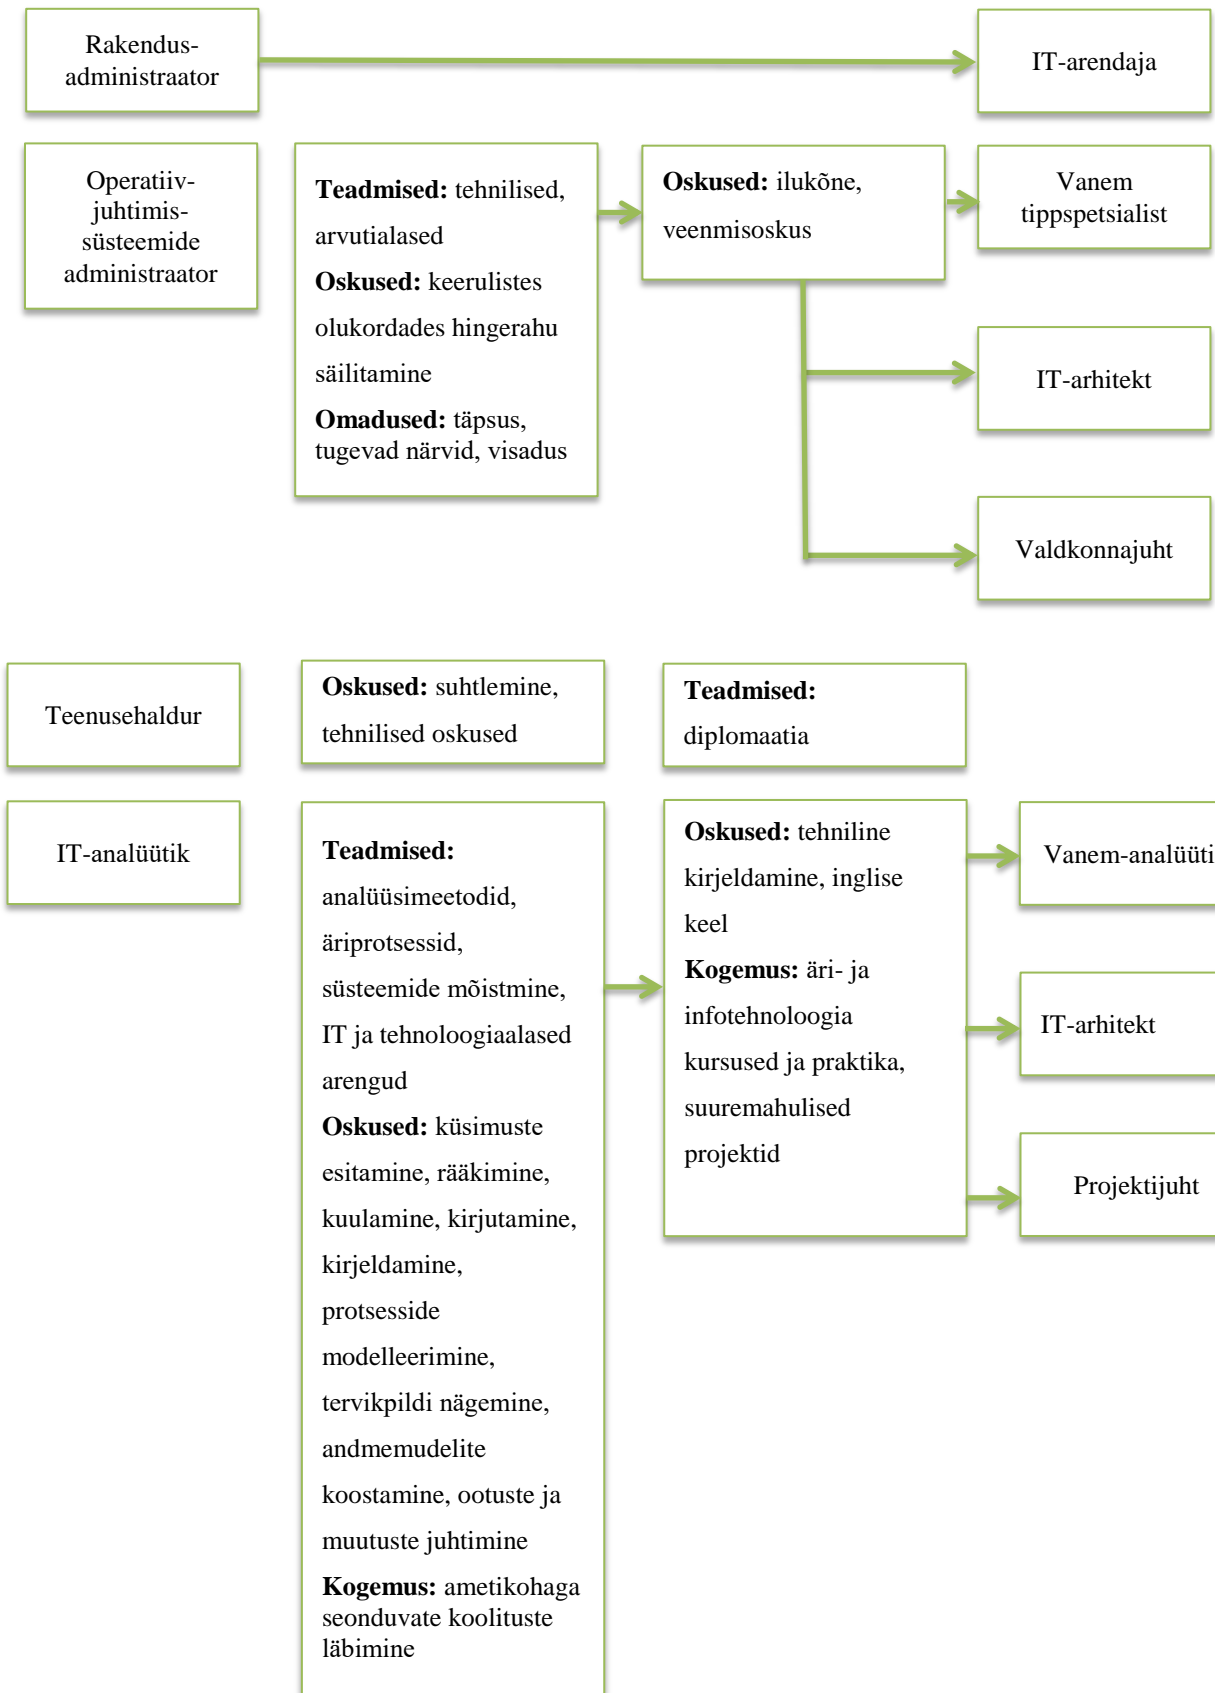 Rakendus-
administraator
IT-arendaja
Operatiiv-
juhtimis-
süsteemide
administraator
Teadmised: tehnilised,
arvutialased
Oskused: keerulistes
olukordades hingerahu
säilitamine
Omadused: täpsus,
tugevad närvid, visadus
Oskused: ilukõne,
veenmisoskus
Vanem
tippspetsialist
IT-arhitekt
Valdkonnajuht
Teenusehaldur
Oskused: suhtlemine,
tehnilised oskused
Teadmised:
diplomaatia
IT-analüütik
Teadmised:
analüüsimeetodid,
äriprotsessid,
süsteemide mõistmine,
IT ja tehnoloogiaalased
arengud
Oskused: küsimuste
esitamine, rääkimine,
kuulamine, kirjutamine,
kirjeldamine,
protsesside
modelleerimine,
tervikpildi nägemine,
andmemudelite
koostamine, ootuste ja
muutuste juhtimine
Kogemus: ametikohaga
seonduvate koolituste
läbimine
Oskused: tehniline
kirjeldamine, inglise
keel
Kogemus: äri- ja
infotehnoloogia
kursused ja praktika,
suuremahulised
projektid
Vanem-analüüti
IT-arhitekt
Projektijuht